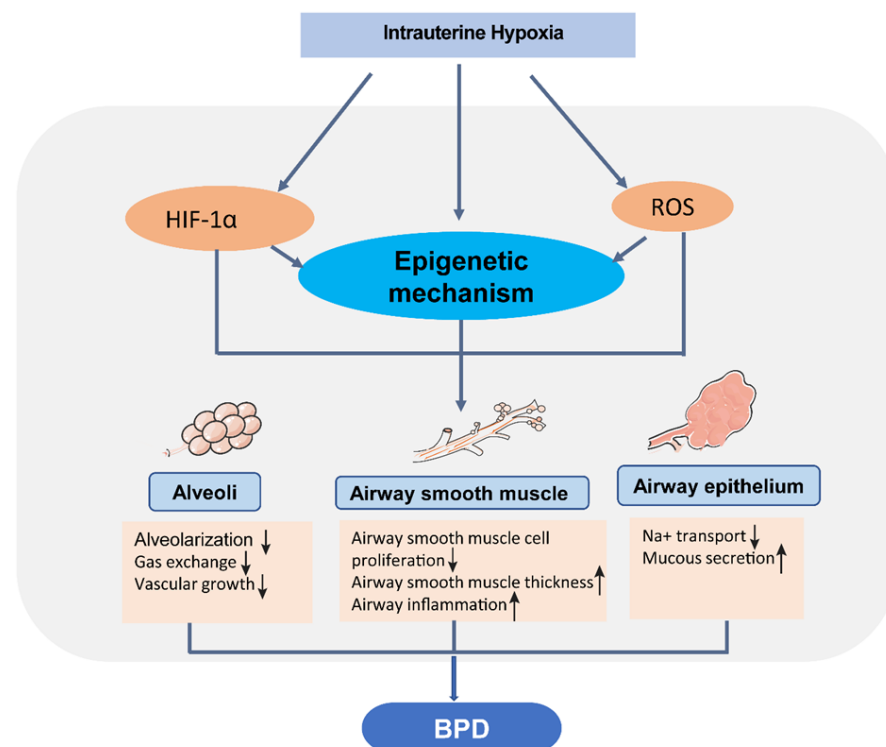 Intrauterine Hypoxia
HIF-1α
ROS
Epigenetic
mechanism
Alveoli
Airway smooth muscle
Airway epithelium
Alveolarization ↓
Gas exchange ↓
Vascular growth ↓
Airway smooth muscle cell
proliferation ↓
Airway smooth muscle thickness ↑
Airway inflammation ↑
Na+ transport ↓
Mucous secretion ↑
BPD